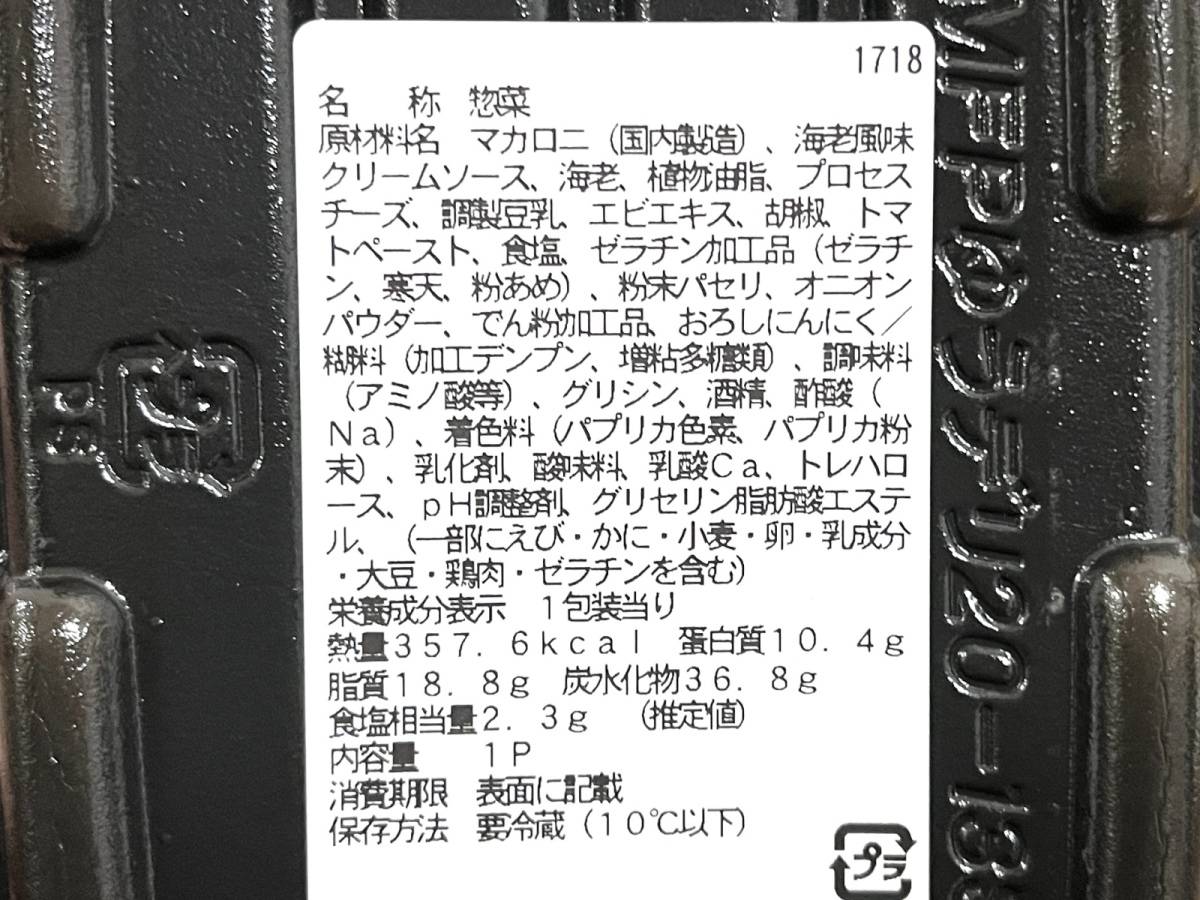 1718
名　　称　惣菜
原材料名　マカロニ（国内製造）、海老風味
クリームソース、海老、植物油脂、プロセス
チーズ、調製豆乳、エビエキス、胡椒、トマ
トペースト、食塩、ゼラチン加工品（ゼラチ
ン、寒天、粉あめ）、粉末パセリ、オニオン
パウダー、でん粉加工品、おろしにんにく／
糊料（加工デンプン、増粘多糖類）、調味料
（アミノ酸等）、グリシン、酒精、酢酸（
Ｎａ）、着色料（パプリカ色素、パプリカ粉
末）、乳化剤、酸味料、乳酸Ｃａ、トレハロ
ース、ｐＨ調整剤、グリセリン脂肪酸エステ
ル、（一部にえび・かに・小麦・卵・乳成分
・大豆・鶏肉・ゼラチンを含む）
栄養成分表示　１包装当り
熱量３５７．６ｋｃａｌ　蛋白質１０．４ｇ
脂質１８．８ｇ　炭水化物３６．８ｇ
食塩相当量２．３ｇ　（推定値）
内容量　　１Ｐ
消費期限　表面に記載
保存方法　要冷蔵（１０℃以下）
プラ
PS